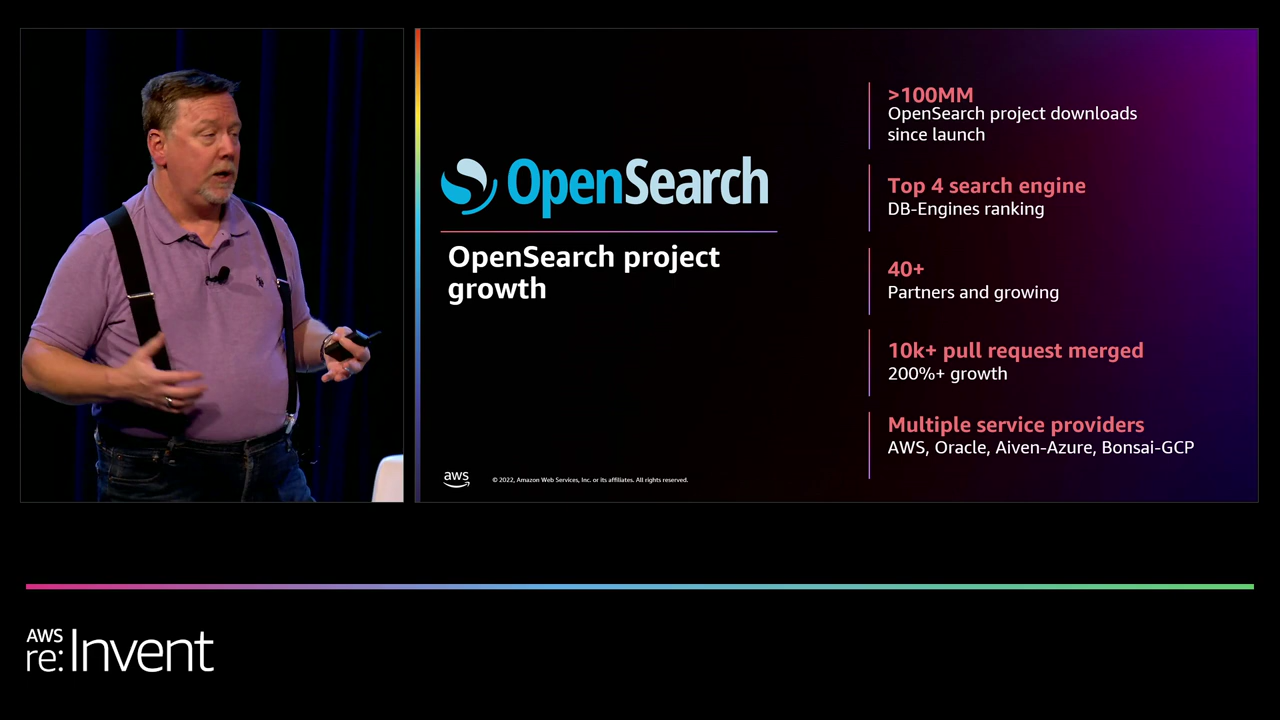 OpenSearch
OpenSearch project
growth
aws
© 2022, Amazon Web Services, Inc. or its affiliates. All rights reserved.
>100MM
OpenSearch project downloads
since launch
Top 4 search engine
DB-Engines ranking
40+
Partners and growing
10k+ pull request merged
200%+ growth
Multiple service providers
AWS, Oracle, Aiven-Azure, Bonsai-GCP
AWS
re:Invent